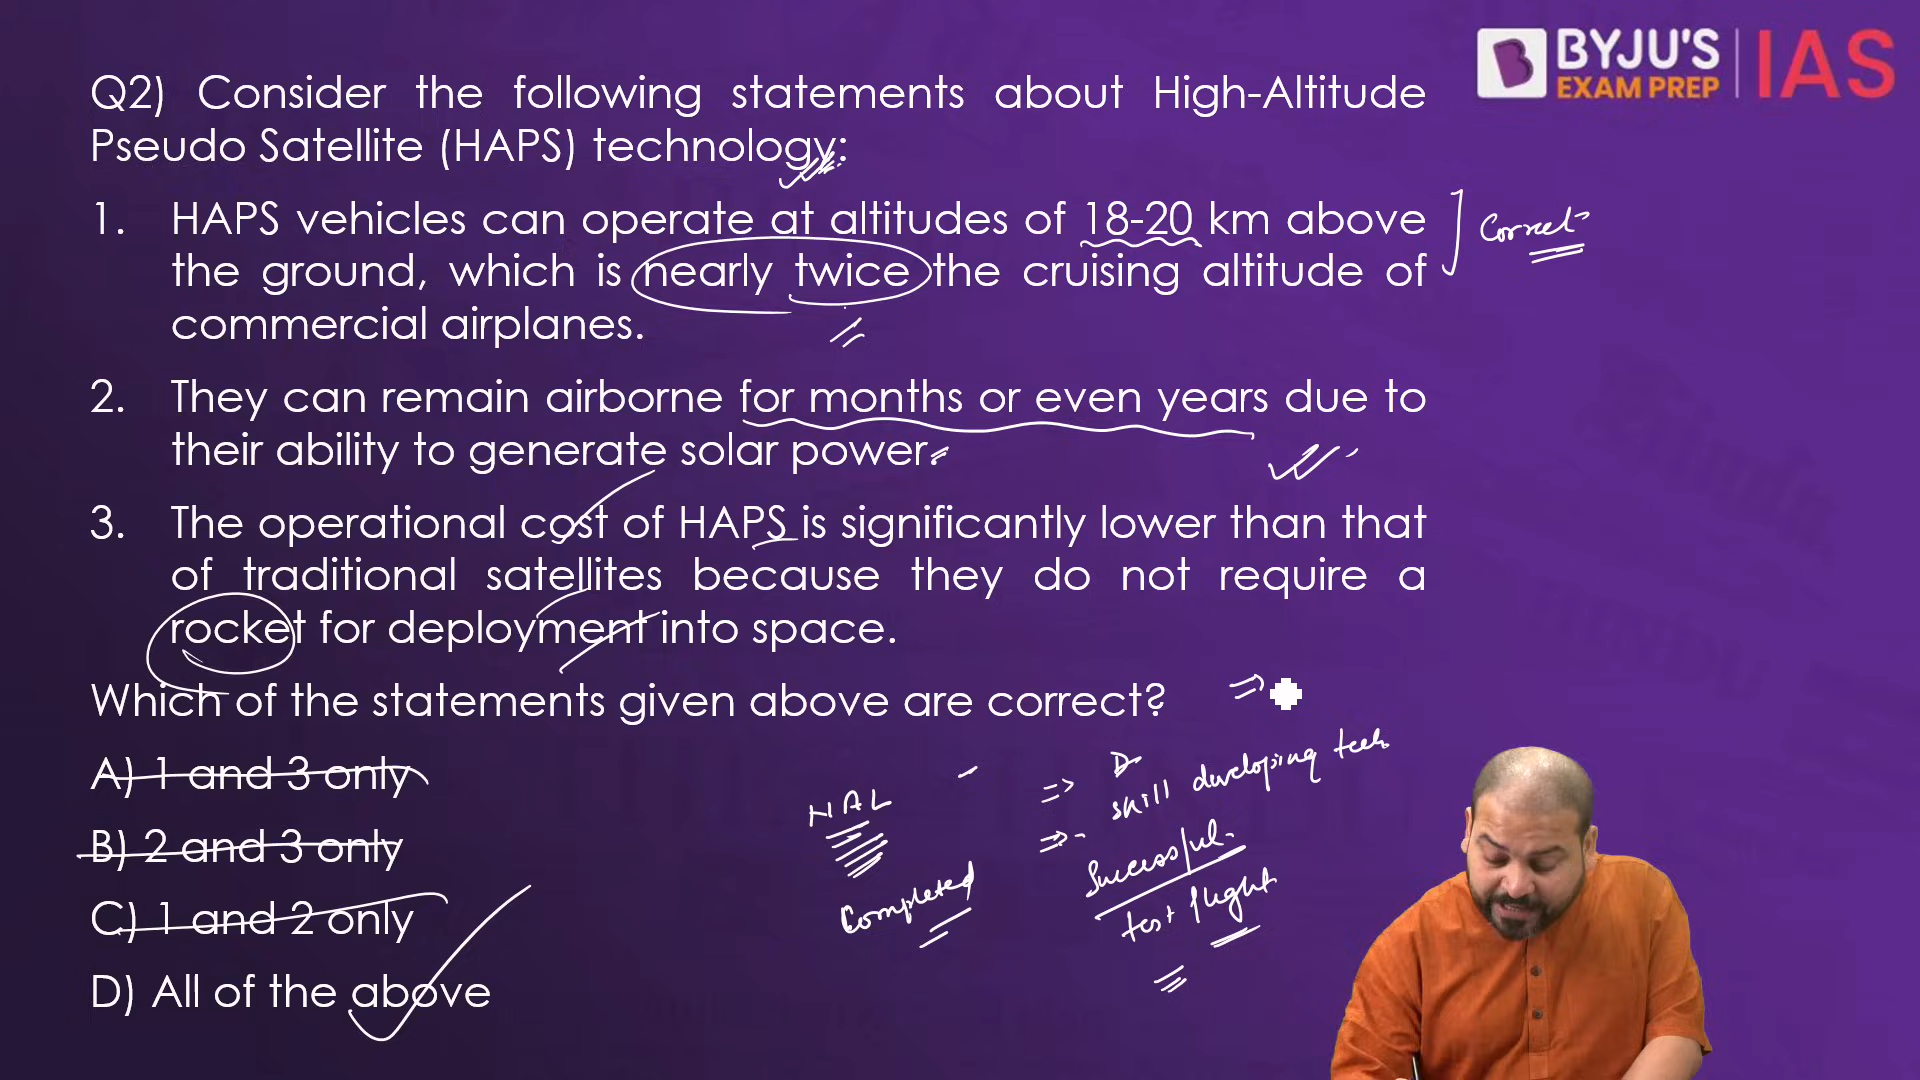 BYJU'S
EXAM PREP
IAS
Q2) Consider the following statements about High-Altitude
Pseudo Satellite (HAPS) technology:
1. HAPS vehicles can operate at altitudes of 18-20 km above
the ground, which is nearly twice the cruising altitude of
commercial airplanes.
Correct
2. They can remain airborne for months or even years due to
their ability to generate solar power.
3. The operational cost of HAPS is significantly lower than that
of traditional satellites because they do not require a
rocket for deployment into space.
Which of the statements given above are correct?
A) 1 and 3 only
B) 2 and 3 only
C) 1 and 2 only
D) All of the above
NAL
Completed
=> D
skill developing tech
=> Successful
test flight